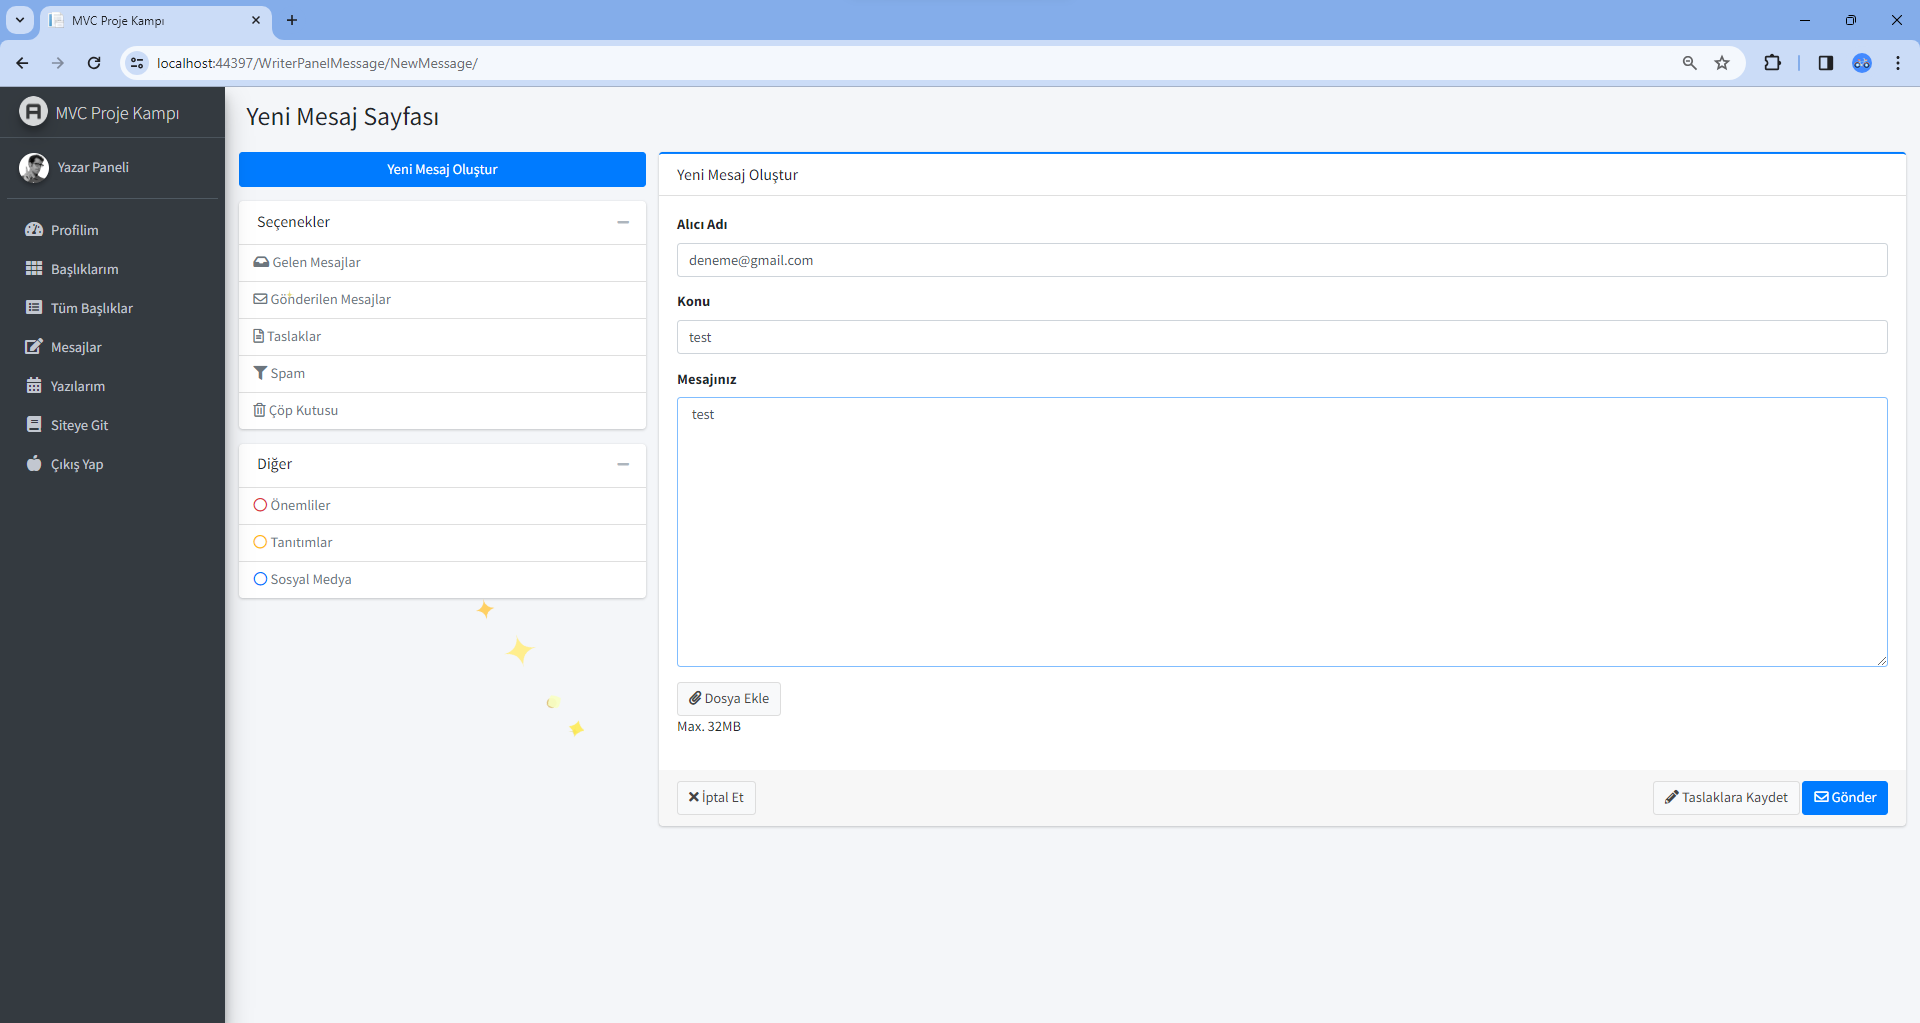 MVC Proje Kampı
localhost:44397/WriterPanelMessage/NewMessage/
MVC Proje Kampı
Yazar Paneli
Profilim
Başlıklarım
Tüm Başlıklar
Mesajlar
Yazılarım
Siteye Git
Çıkış Yap
Yeni Mesaj Sayfası
Yeni Mesaj Oluştur
Seçenekler
Gelen Mesajlar
Gönderilen Mesajlar
Taslaklar
Spam
Çöp Kutusu
Diğer
Önemliler
Tanıtımlar
Sosyal Medya
Yeni Mesaj Oluştur
Alıcı Adı
deneme@gmail.com
Konu
test
Mesajınız
test
Dosya Ekle
Max. 32MB
İptal Et
Taslaklara Kaydet
Gönder